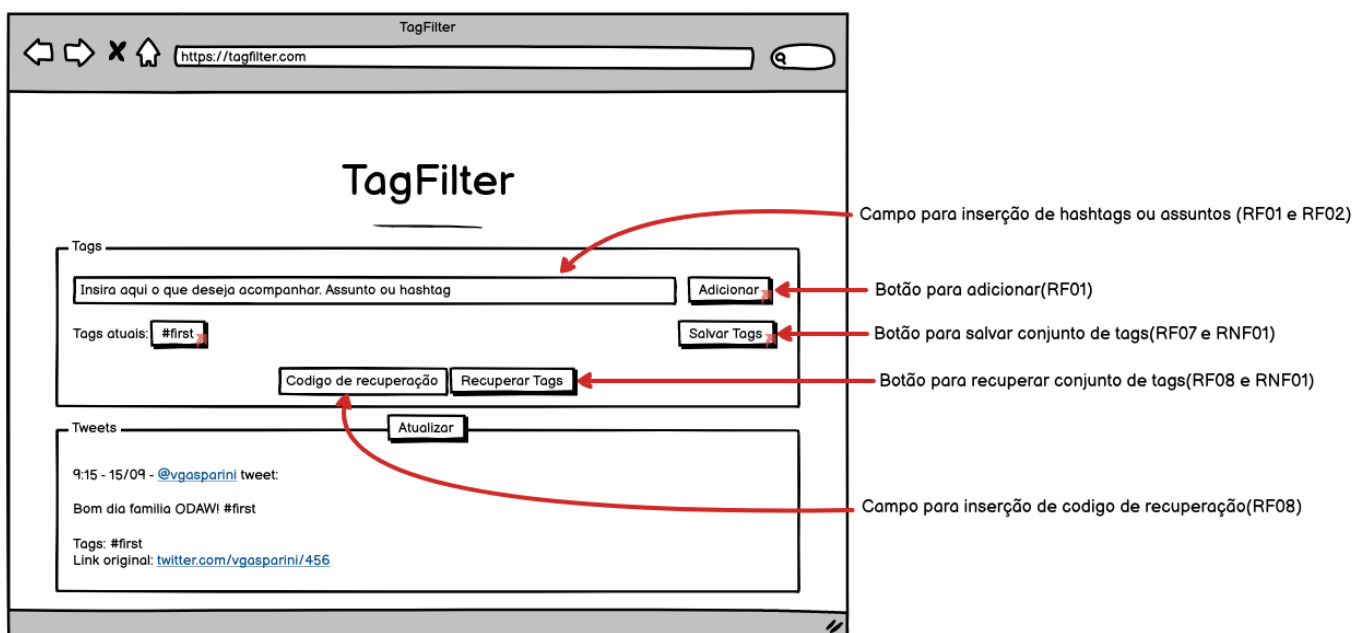 TagFilter
https://tagfilter.com
TagFilter
Campo para inserção de hashtags ou assuntos (RF01 e RF02)
Tags
Insira aqui o que deseja acompanhar. Assunto ou hashtag
Adicionar
Botão para adicionar(RF01)
Tags atuais:
#first
Salvar Tags
Botão para salvar conjunto de tags(RF07 e RNF01)
Codigo de recuperação
Recuperar Tags
Botão para recuperar conjunto de tags(RF08 e RNF01)
Tweets
Atualizar
9:15 - 15/09 - @vgasparini tweet:
Bom dia familia ODAW! #first
Campo para inserção de codigo de recuperação(RF08)
Tags: #first
Link original: twitter.com/vgasparini/456